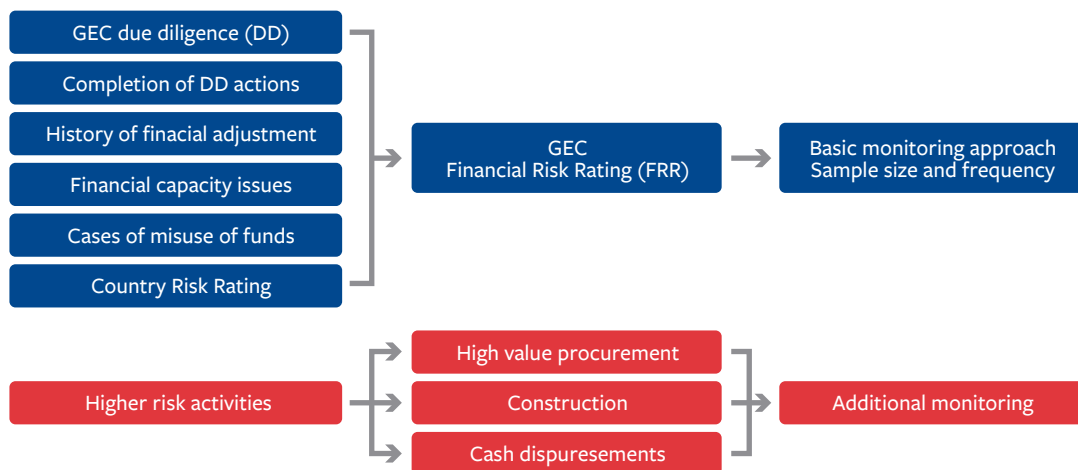 GEC due diligence (DD)
Completion of DD actions
History of finacial adjustment
Financial capacity issues
Cases of misuse of funds
Country Risk Rating
GEC
Financial Risk Rating (FRR)
Basic monitoring approach
Sample size and frequency
Higher risk activities
High value procurement
Construction
Cash dispuresements
Additional monitoring